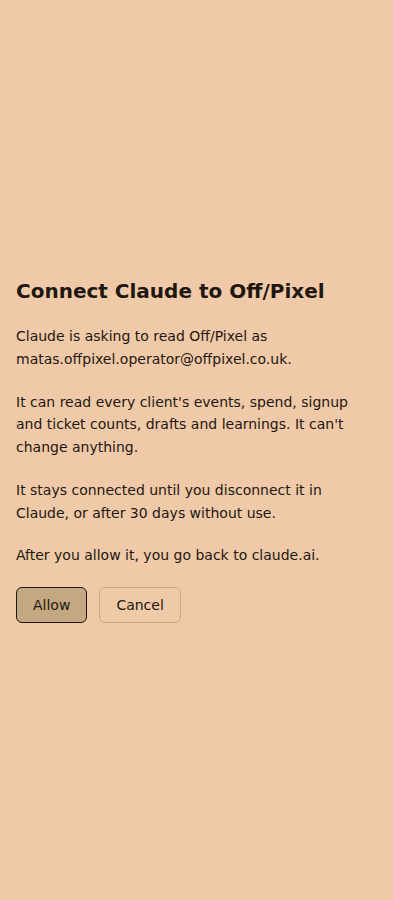 Connect Claude to Off/Pixel
Claude is asking to read Off/Pixel as
matas.offpixel.operator@offpixel.co.uk.
It can read every client's events, spend, signup
and ticket counts, drafts and learnings. It can't
change anything.
It stays connected until you disconnect it in
Claude, or after 30 days without use.
After you allow it, you go back to claude.ai.
Allow
Cancel